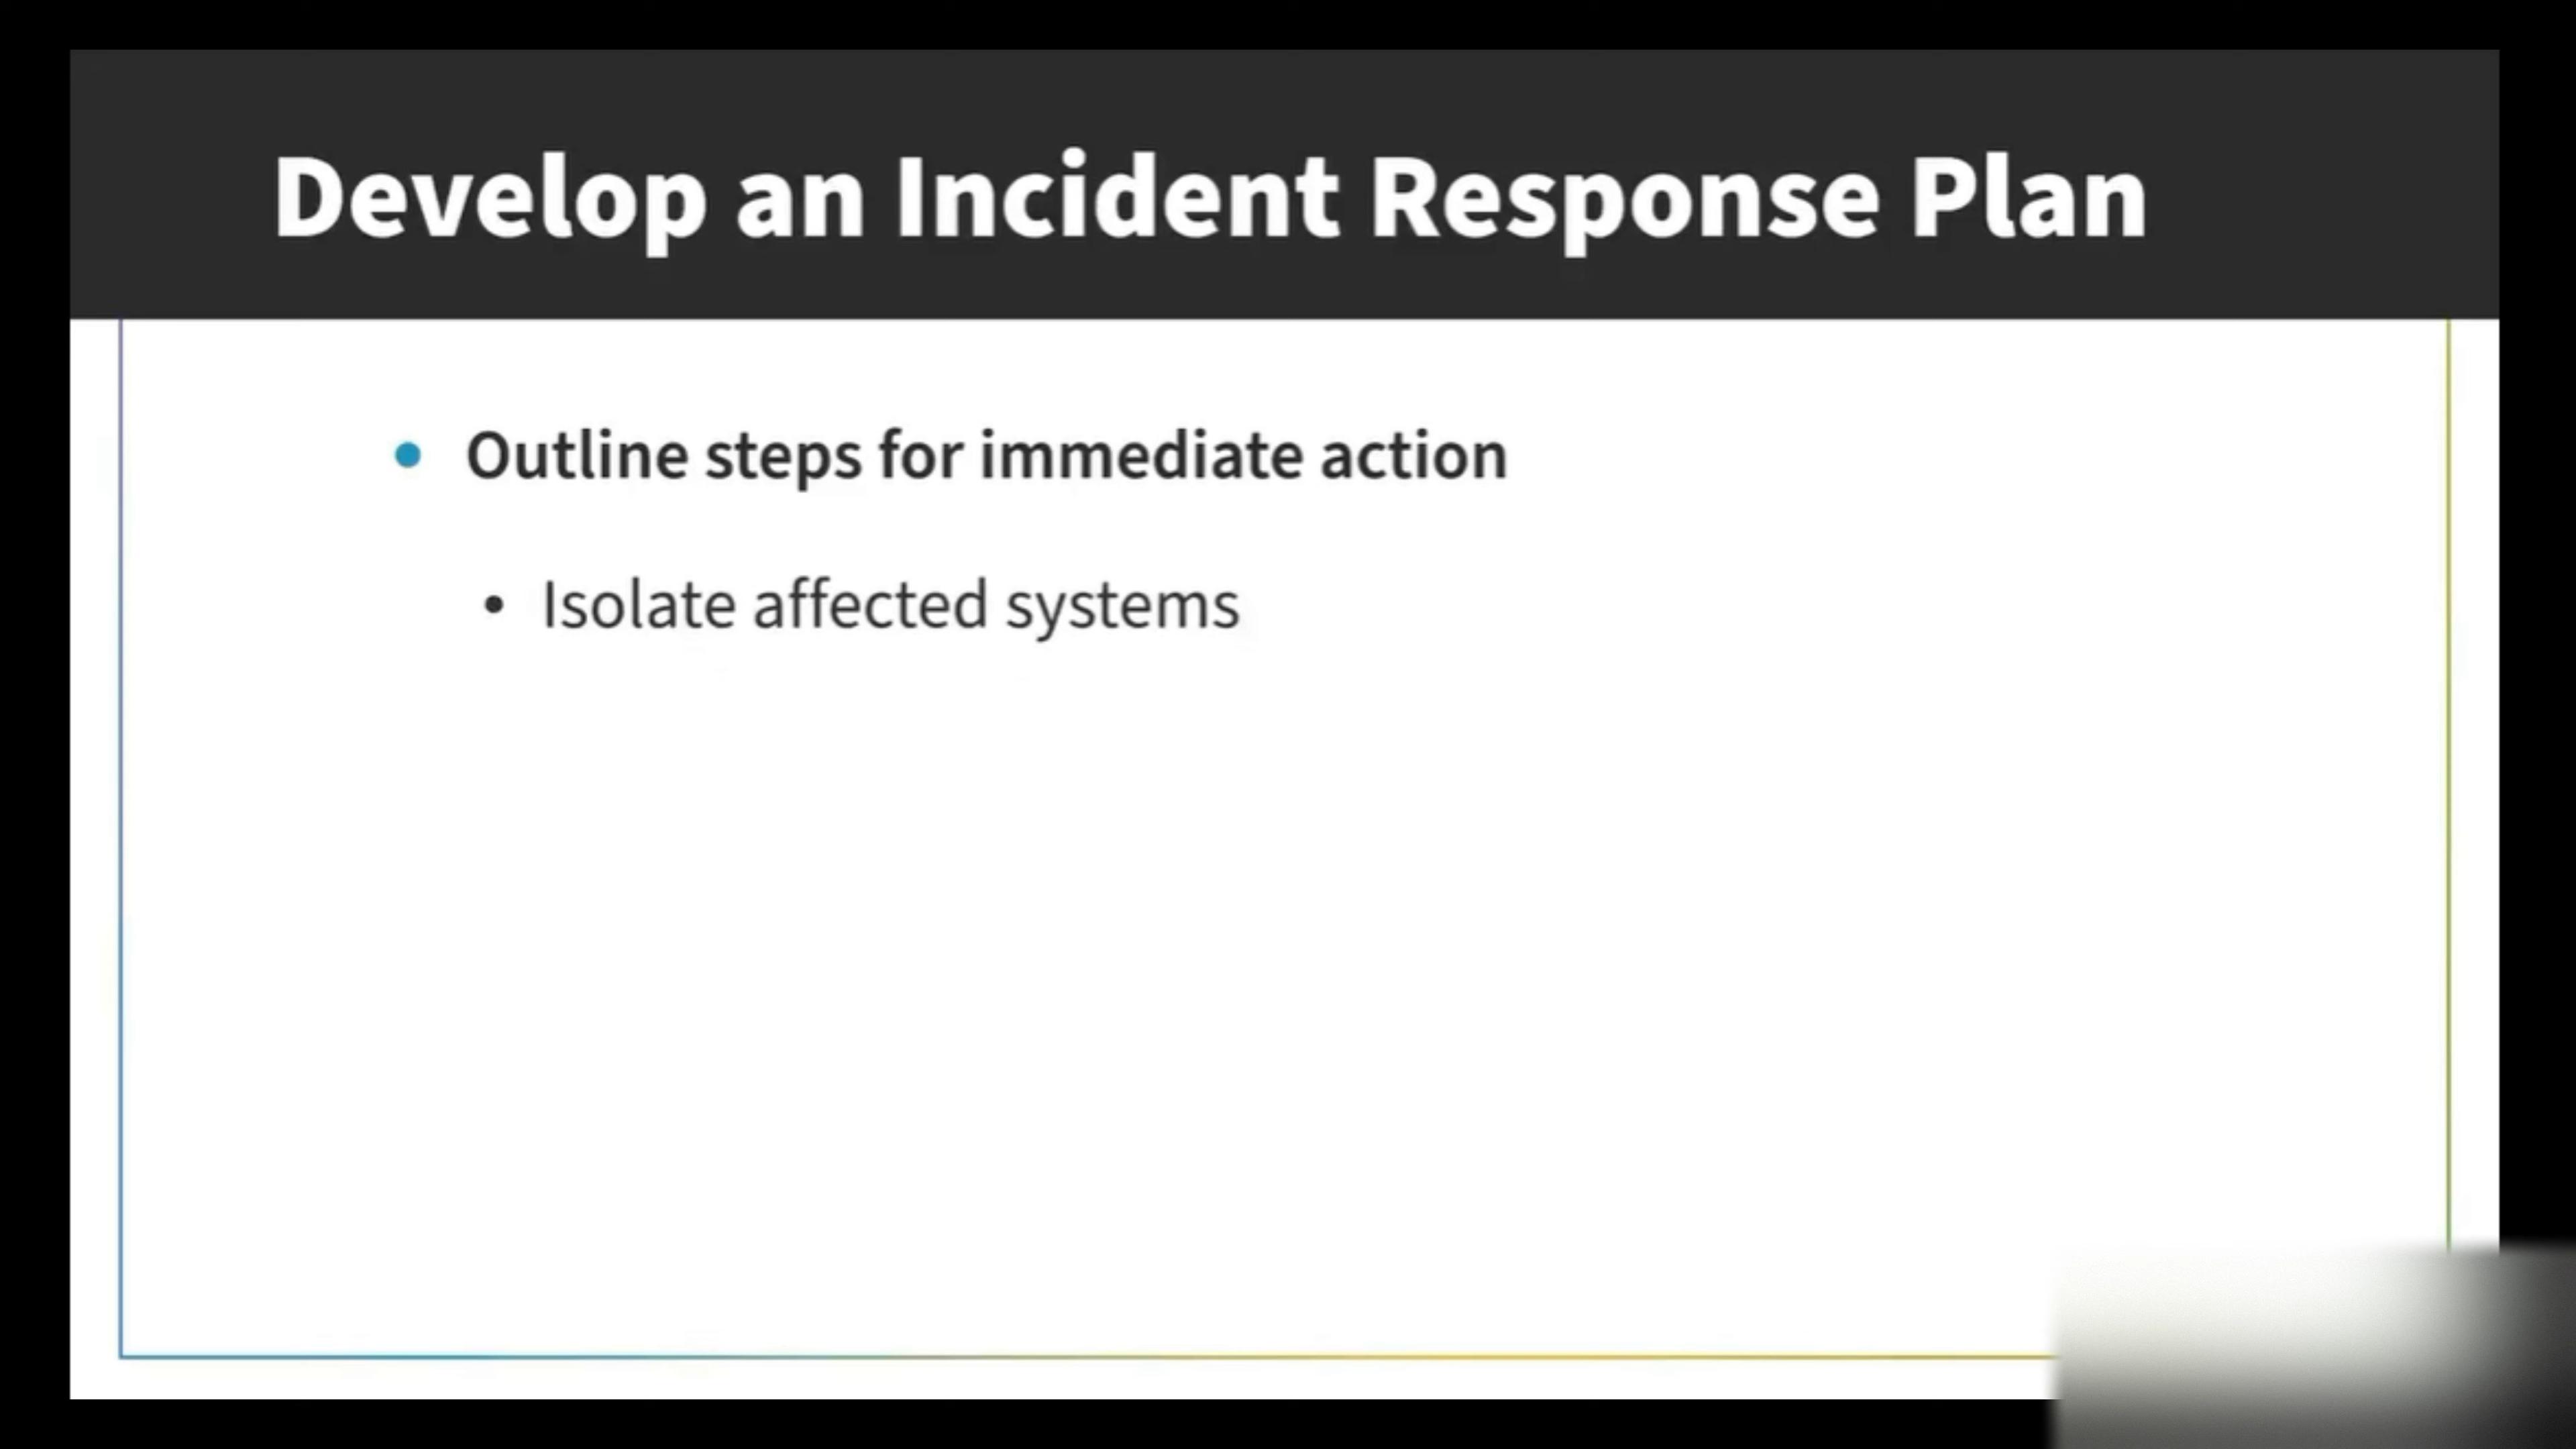 Develop an Incident Response Plan
• Outline steps for immediate action
• Isolate affected systems